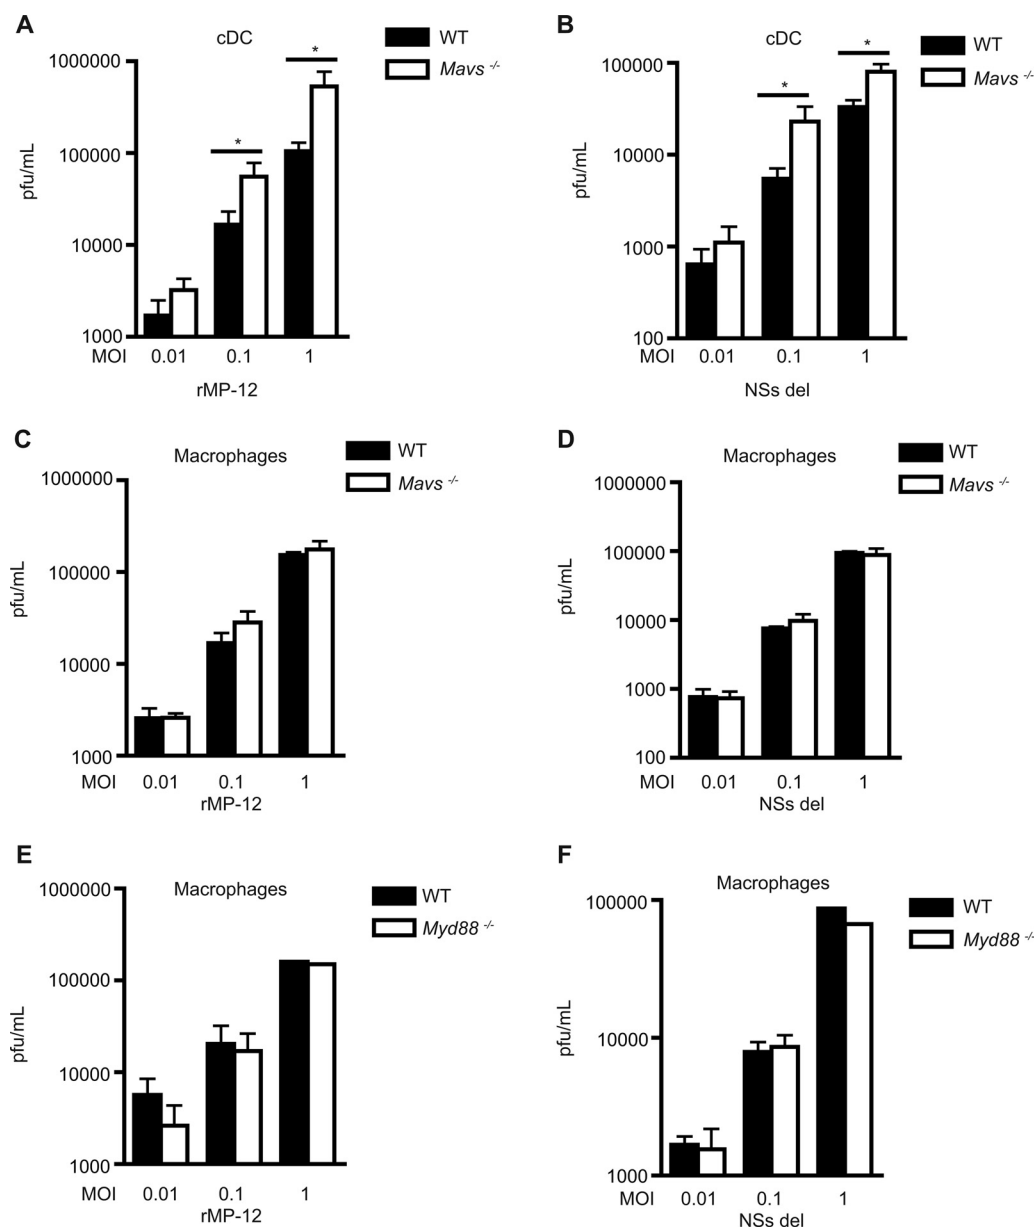 A
cDC
WT
Mavs -/-
*
*
1000000
100000
10000
1000
pfu/mL
MOI 0.01 0.1 1
rMP-12
B
cDC
WT
Mavs -/-
*
*
100000
10000
1000
100
pfu/mL
MOI 0.01 0.1 1
NSs del
C
Macrophages
WT
Mavs -/-
1000000
100000
10000
1000
pfu/mL
MOI 0.01 0.1 1
rMP-12
D
Macrophages
WT
Mavs -/-
1000000
100000
10000
1000
100
pfu/mL
MOI 0.01 0.1 1
NSs del
E
Macrophages
WT
Myd88 -/-
1000000
100000
10000
1000
pfu/mL
MOI 0.01 0.1 1
rMP-12
F
Macrophages
WT
Myd88 -/-
100000
10000
1000
pfu/mL
MOI 0.01 0.1 1
NSs del